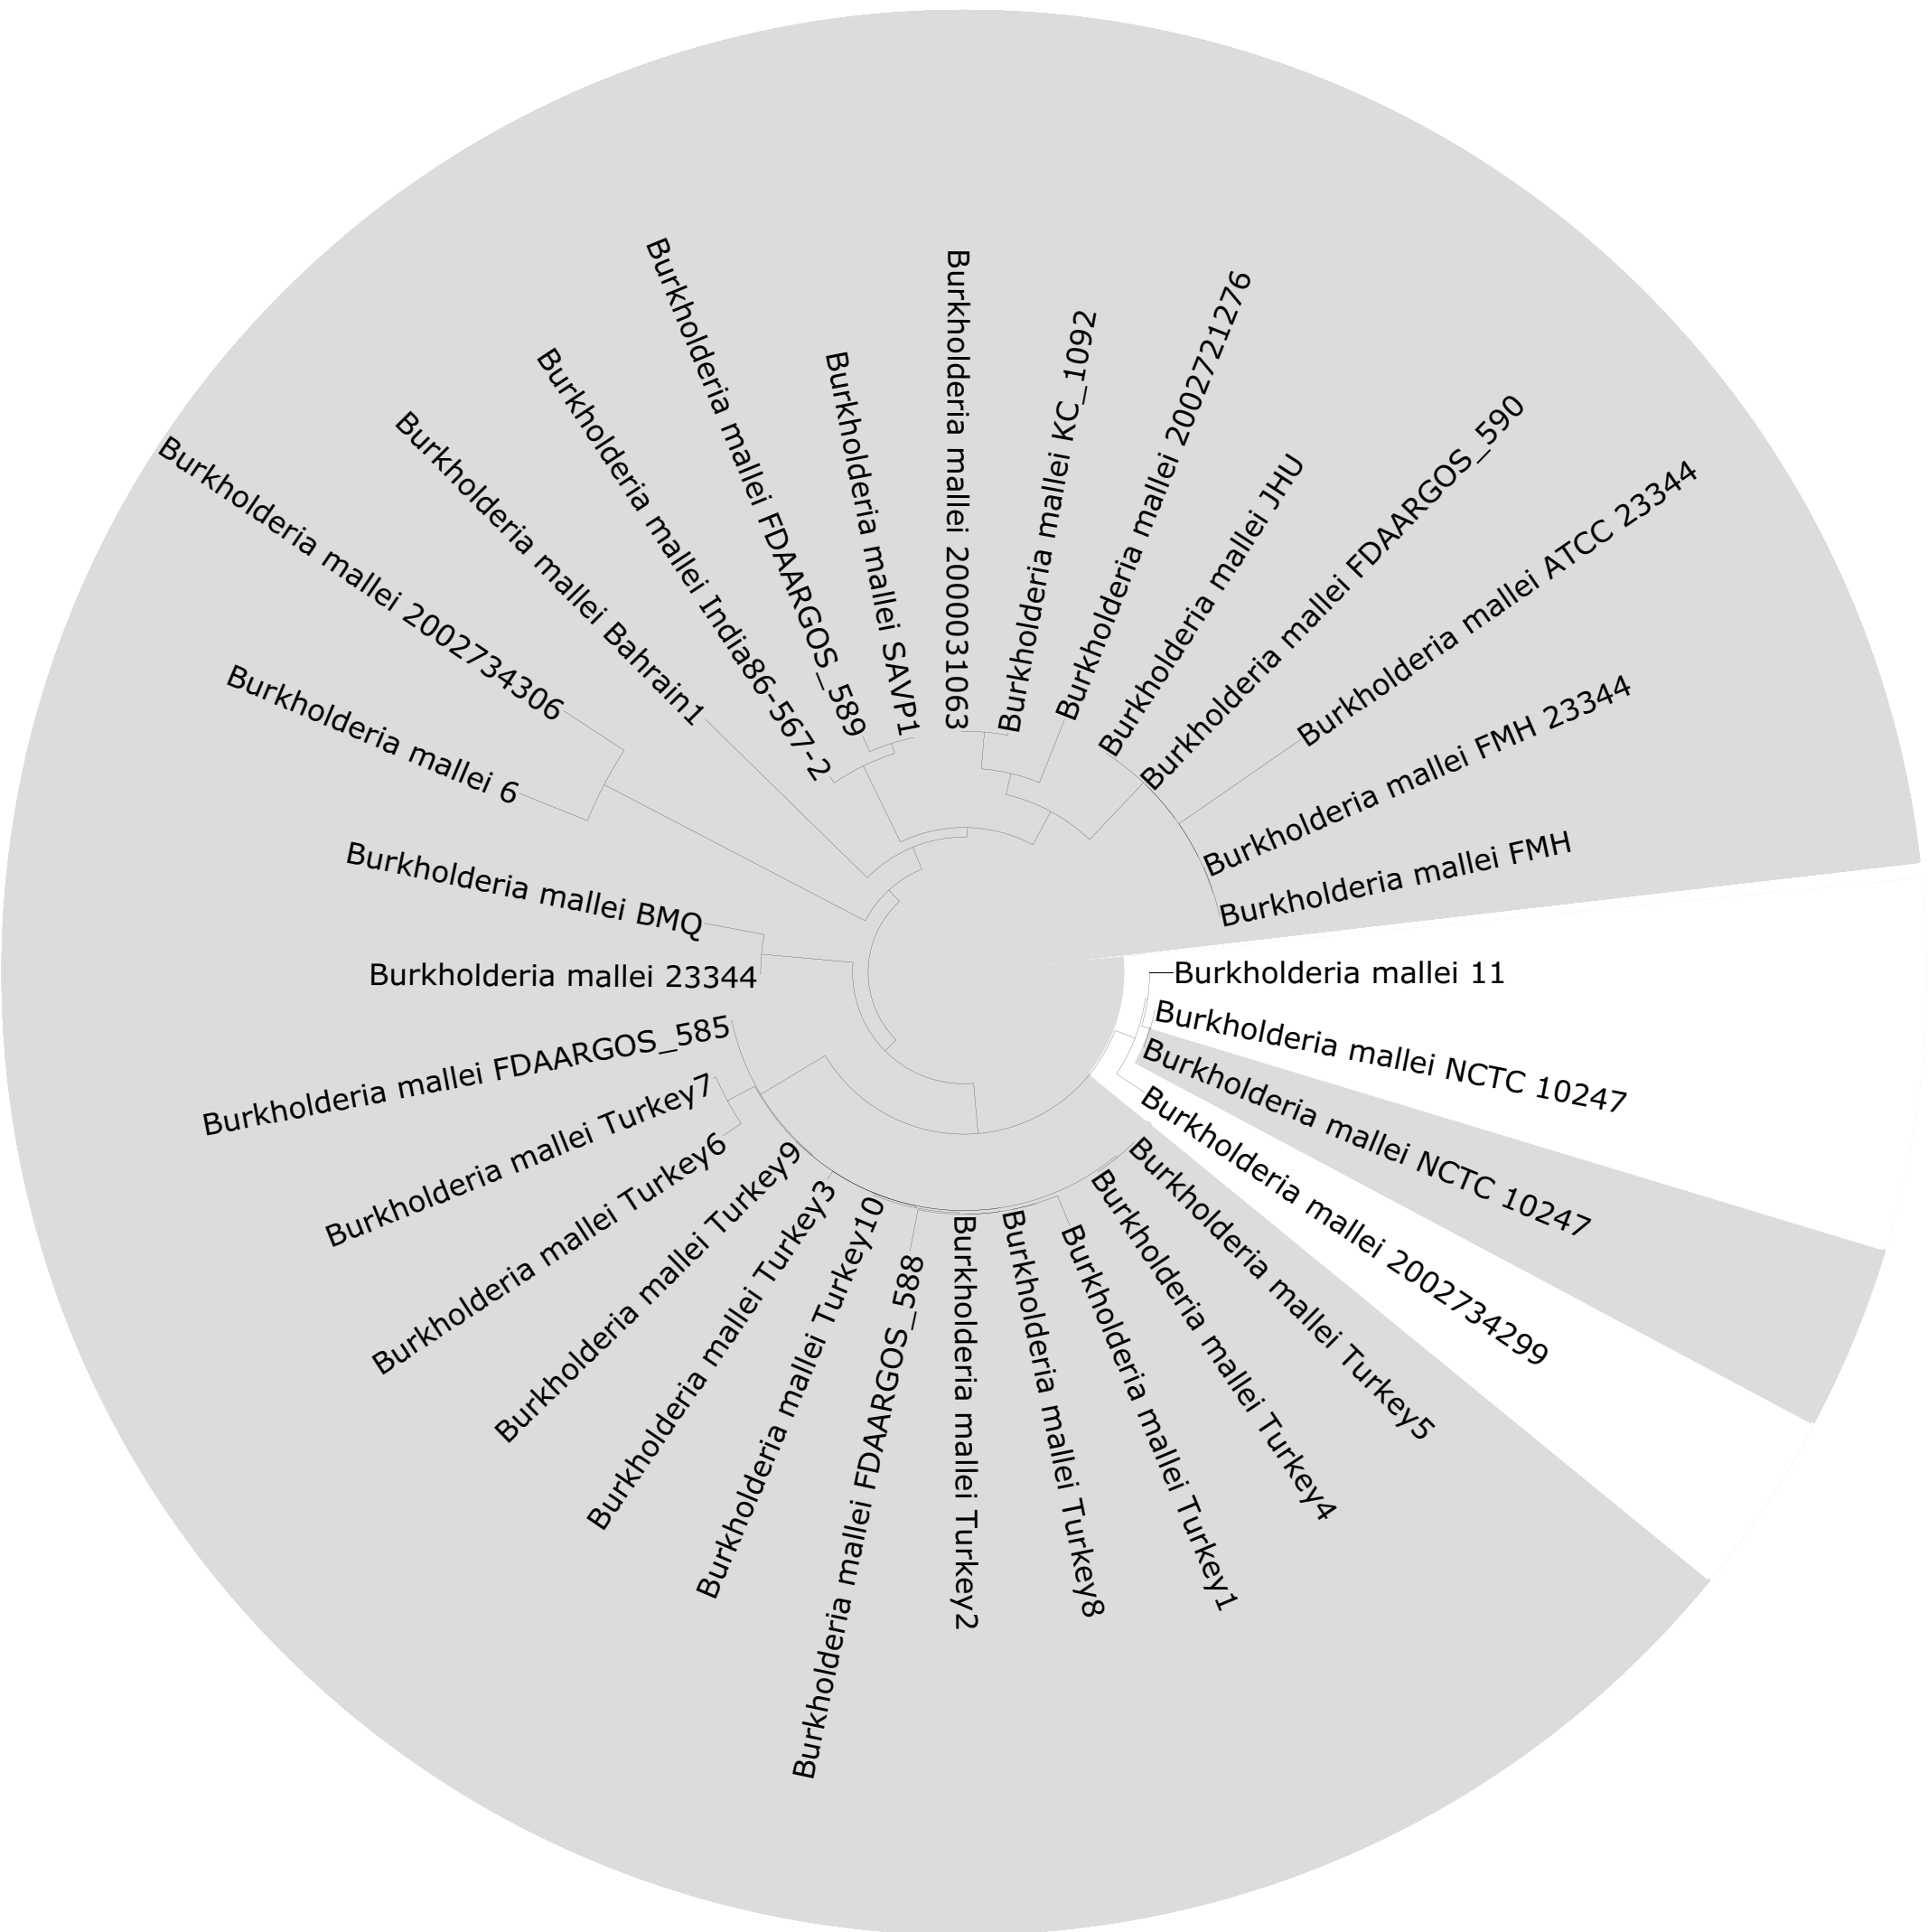 Burkholderia mallei 2000031063
Burkholderia mallei KC_1092
Burkholderia mallei 2002721276
Burkholderia mallei JHU
Burkholderia mallei FDAARGOS_590
Burkholderia mallei ATCC 23344
Burkholderia mallei FMH 23344
Burkholderia mallei FMH
Burkholderia mallei 11
Burkholderia mallei NCTC 10247
Burkholderia mallei NCTC 10247
Burkholderia mallei 2002734299
Burkholderia mallei Turkey5
Burkholderia mallei Turkey4
Burkholderia mallei Turkey1
Burkholderia mallei Turkey8
Burkholderia mallei Turkey2
Burkholderia mallei FDAARGOS_588
Burkholderia mallei Turkey10
Burkholderia mallei Turkey3
Burkholderia mallei Turkey9
Burkholderia mallei Turkey6
Burkholderia mallei Turkey7
Burkholderia mallei FDAARGOS_585
Burkholderia mallei 23344
Burkholderia mallei BMQ
Burkholderia mallei 6
Burkholderia mallei 2002734306
Burkholderia mallei Bahrain1
Burkholderia mallei India86-567-2
Burkholderia mallei FDAARGOS_589
Burkholderia mallei SAVP1